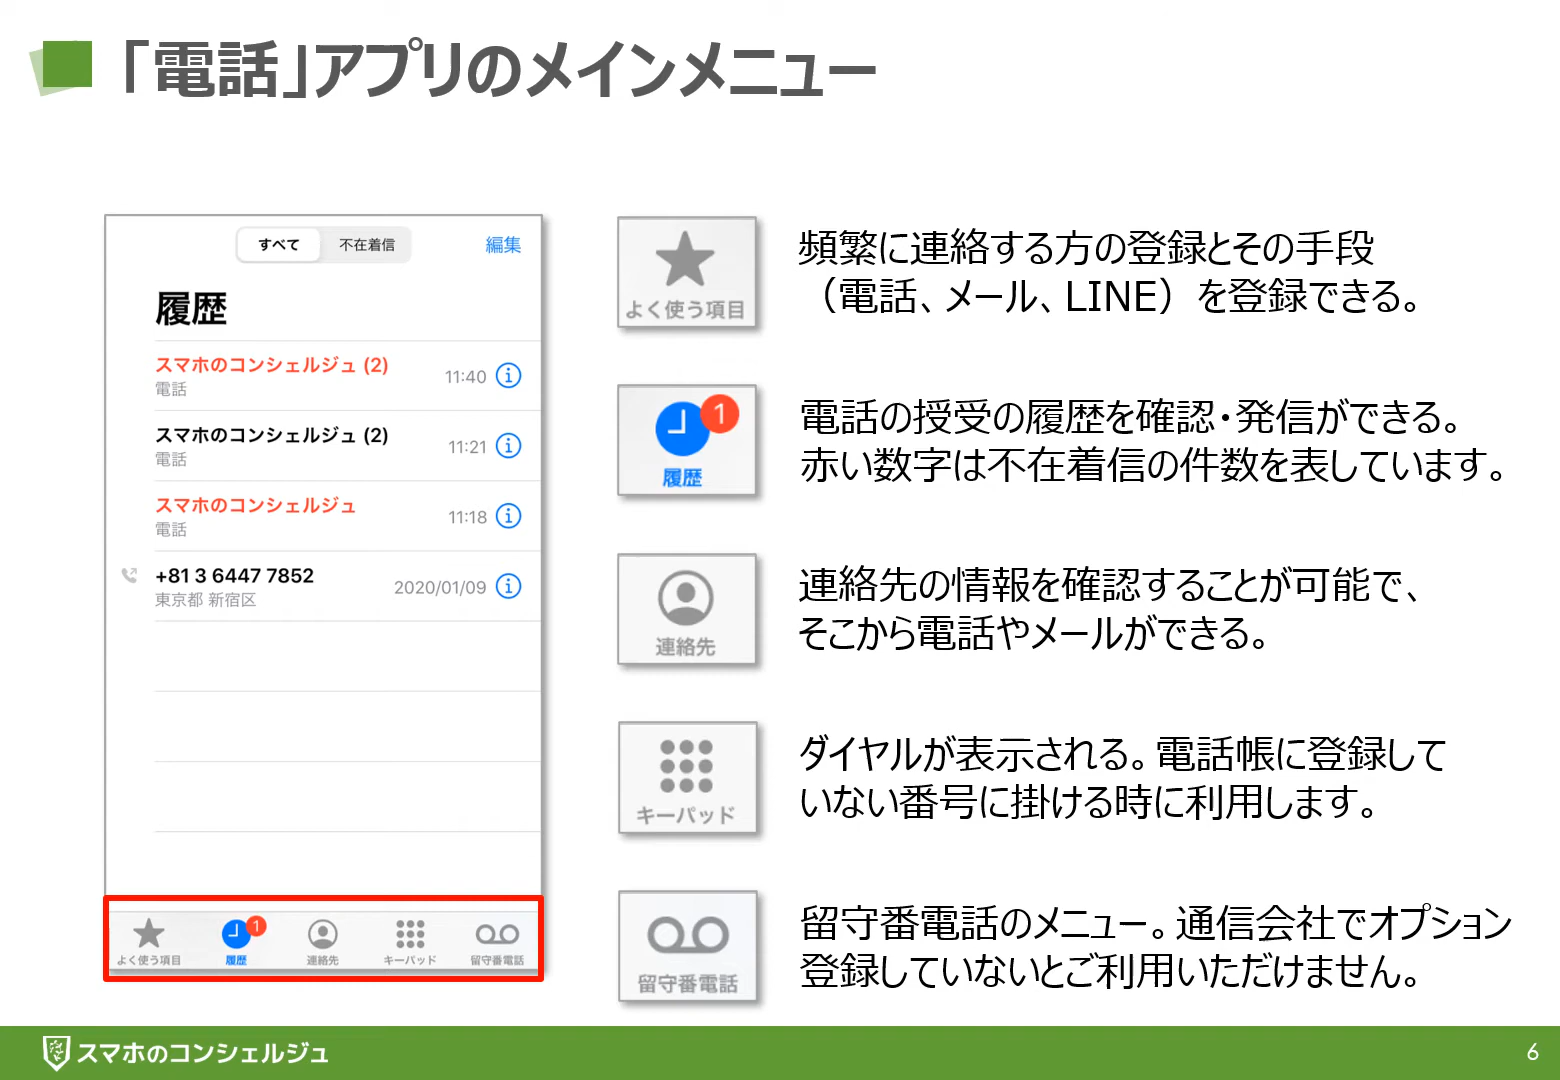 「電話」アプリのメインメニュー
すべて
不在着信
編集
履歴
スマホのコンシェルジュ (2)
電話
11:40
スマホのコンシェルジュ (2)
電話
11:21
スマホのコンシェルジュ
電話
11:18
+81 3 6447 7852
東京都 新宿区
2020/01/09
よく使う項目
1
履歴
連絡先
キーパッド
留守番電話
よく使う項目
頻繁に連絡する方の登録とその手段
（電話、メール、LINE）を登録できる。
1
履歴
電話の授受の履歴を確認・発信ができる。
赤い数字は不在着信の件数を表しています。
連絡先
連絡先の情報を確認することが可能で、
そこから電話やメールができる。
キーパッド
ダイヤルが表示される。電話帳に登録して
いない番号に掛ける時に利用します。
留守番電話
留守番電話のメニュー。通信会社でオプション
登録していないとご利用いただけません。
スマホのコンシェルジュ
6